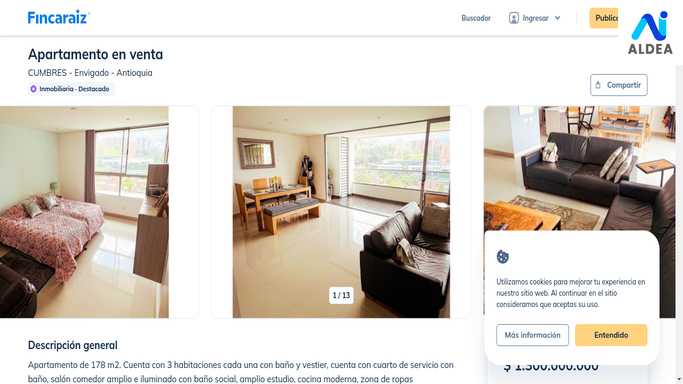 Fincaraiz
Buscador
Ingresar
Publica
ALDEA
Apartamento en venta
CUMBRES - Envigado - Antioquia
Inmobiliaria - Destacado
Compartir
1 / 13
Utilizamos cookies para mejorar tu experiencia en
nuestro sitio web. Al continuar en el sitio
consideramos que aceptas su uso.
Más información
Entendido
Descripción general
Apartamento de 178 m2. Cuenta con 3 habitaciones cada una con baño y vestier, cuenta con cuarto de servicio con
baño, salón comedor amplio e iluminado con baño social, amplio estudio, cocina moderna, zona de ropas
$ 1.300.000.000